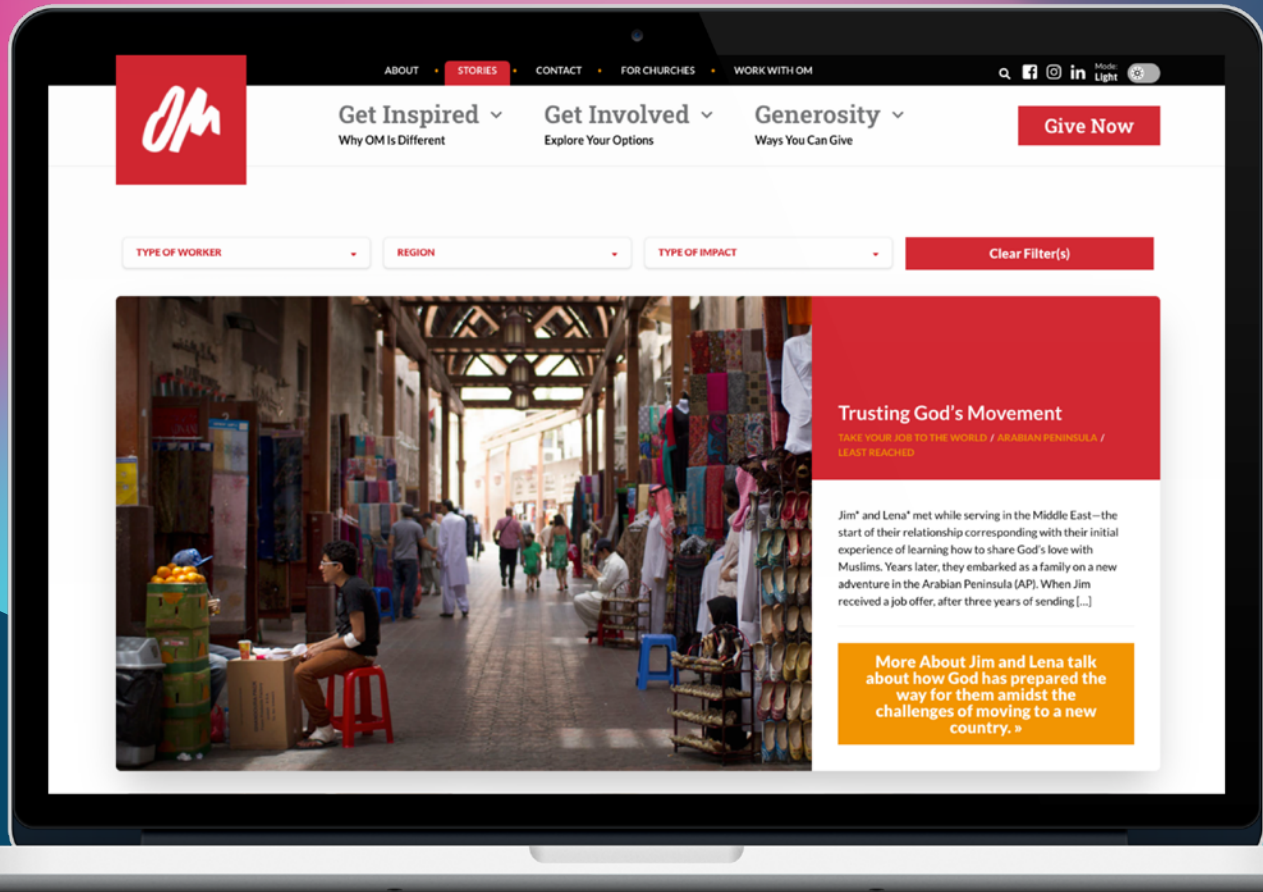 ABOUT • STORIES • CONTACT • FOR CHURCHES • WORK WITH OM
Mode:
Light
OM
Get Inspired
Why OM Is Different
Get Involved
Explore Your Options
Generosity
Ways You Can Give
Give Now
TYPE OF WORKER
REGION
TYPE OF IMPACT
Clear Filter(s)
Trusting God's Movement
TAKE YOUR JOB TO THE WORLD / ARABIAN PENINSULA /
LEAST REACHED
Jim* and Lena* met while serving in the Middle East—the
start of their relationship corresponding with their initial
experience of learning how to share God's love with
Muslims. Years later, they embarked as a family on a new
adventure in the Arabian Peninsula (AP). When Jim
received a job offer, after three years of sending [...]
More About Jim and Lena talk
about how God has prepared the
way for them amidst the
challenges of moving to a new
country. »